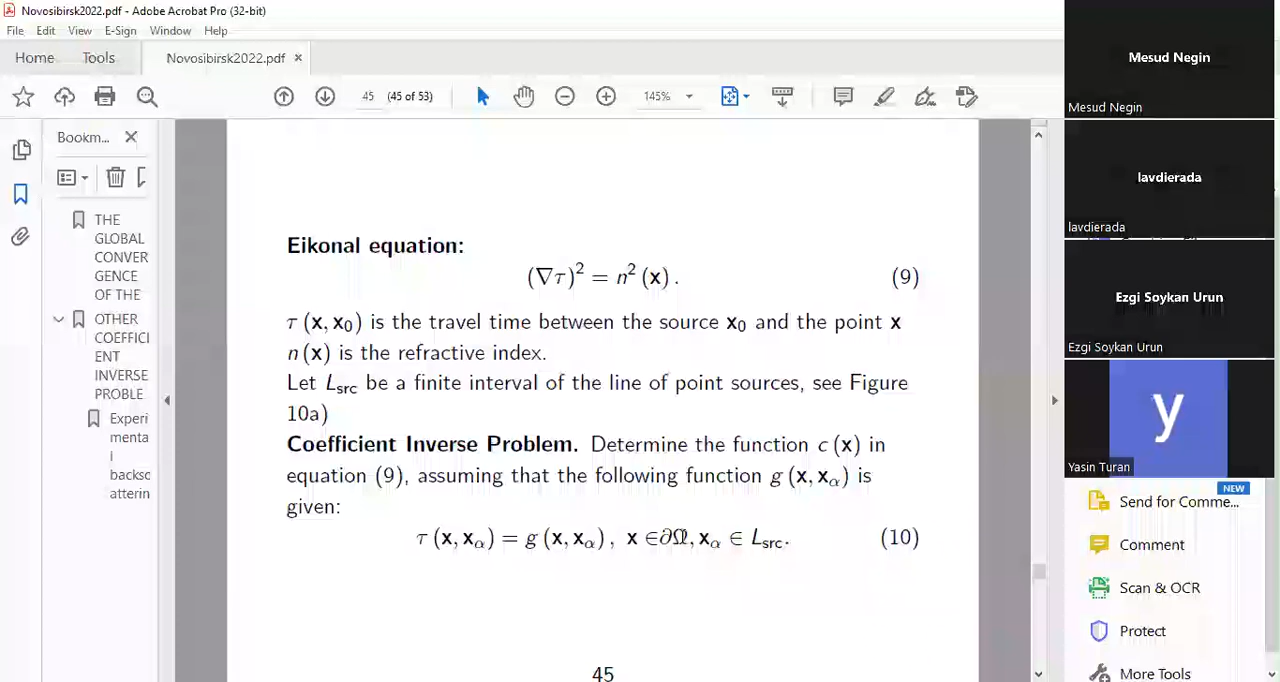 Novosibirsk2022.pdf - Adobe Acrobat Pro (32-bit)
File Edit View E-Sign Window Help
Home Tools Novosibirsk2022.pdf ×
45 (45 of 53) 145%
Bookm...
THE
GLOBAL
CONVER
GENCE
OF THE
OTHER
COEFFICI
ENT
INVERSE
PROBLE
Experi
menta
l
backsc
atterin
Eikonal equation:
(∇τ)² = n² (x) . (9)
τ (x, x₀) is the travel time between the source x₀ and the point x
n (x) is the refractive index.
Let L_src be a finite interval of the line of point sources, see Figure
10a)
Coefficient Inverse Problem. Determine the function c (x) in
equation (9), assuming that the following function g (x, x_α) is
given:
τ (x, x_α) = g (x, x_α) , x ∈∂Ω, x_α ∈ L_src. (10)
45
Mesud Negin
Mesud Negin
lavdierada
lavdierada
Ezgi Soykan Urun
Ezgi Soykan Urun
y
Yasin Turan
NEW
Send for Comme...
Comment
Scan & OCR
Protect
More Tools